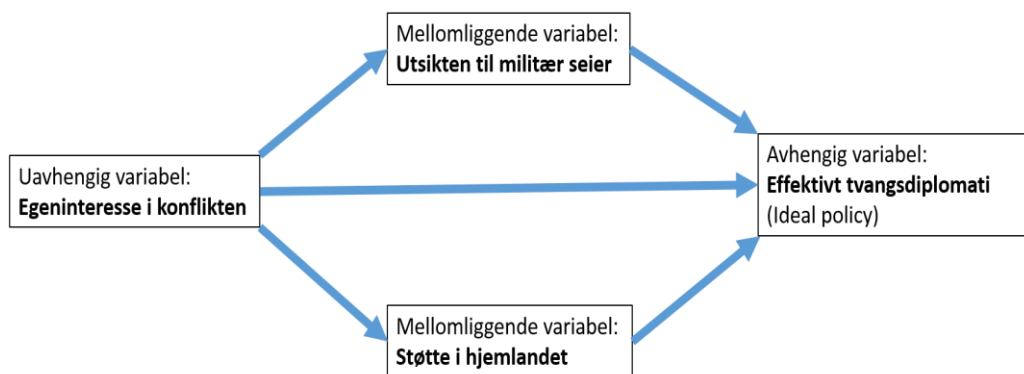 Mellomliggende variabel:
Utsikten til militær seier
Uavhengig variabel:
Egeninteresse i konflikten
Avhengig variabel:
Effektivt tvangsdiplomati
(Ideal policy)
Mellomliggende variabel:
Støtte i hjemlandet